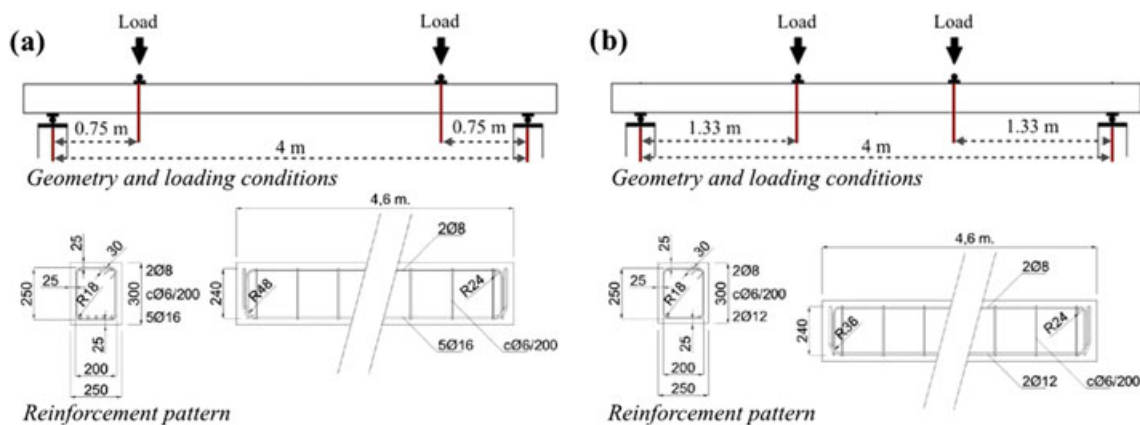 (a)
Load
Load
0.75 m
0.75 m
4 m
Geometry and loading conditions
4,6 m.
25
30
2Ø8
25
2Ø8
250
R18
cØ6/200
300
240
R48
R24
5Ø16
25
5Ø16
cØ6/200
200
250
Reinforcement pattern
(b)
Load
Load
1.33 m
1.33 m
4 m
Geometry and loading conditions
4,6 m.
25
30
2Ø8
25
2Ø8
250
R18
cØ6/200
300
240
R36
R24
2Ø12
25
2Ø12
cØ6/200
200
250
Reinforcement pattern